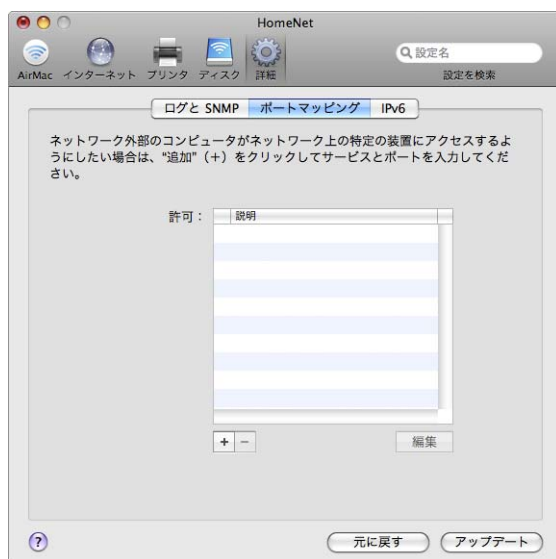 HomeNet
AirMac インターネット プリンタ ディスク 詳細
設定名
設定を検索
ログと SNMP ポートマッピング IPv6
ネットワーク外部のコンピュータがネットワーク上の特定の装置にアクセスするよ
うにしたい場合は、“追加”（+）をクリックしてサービスとポートを入力してくだ
さい。
許可：
説明
+ −
編集
?
元に戻す アップデート